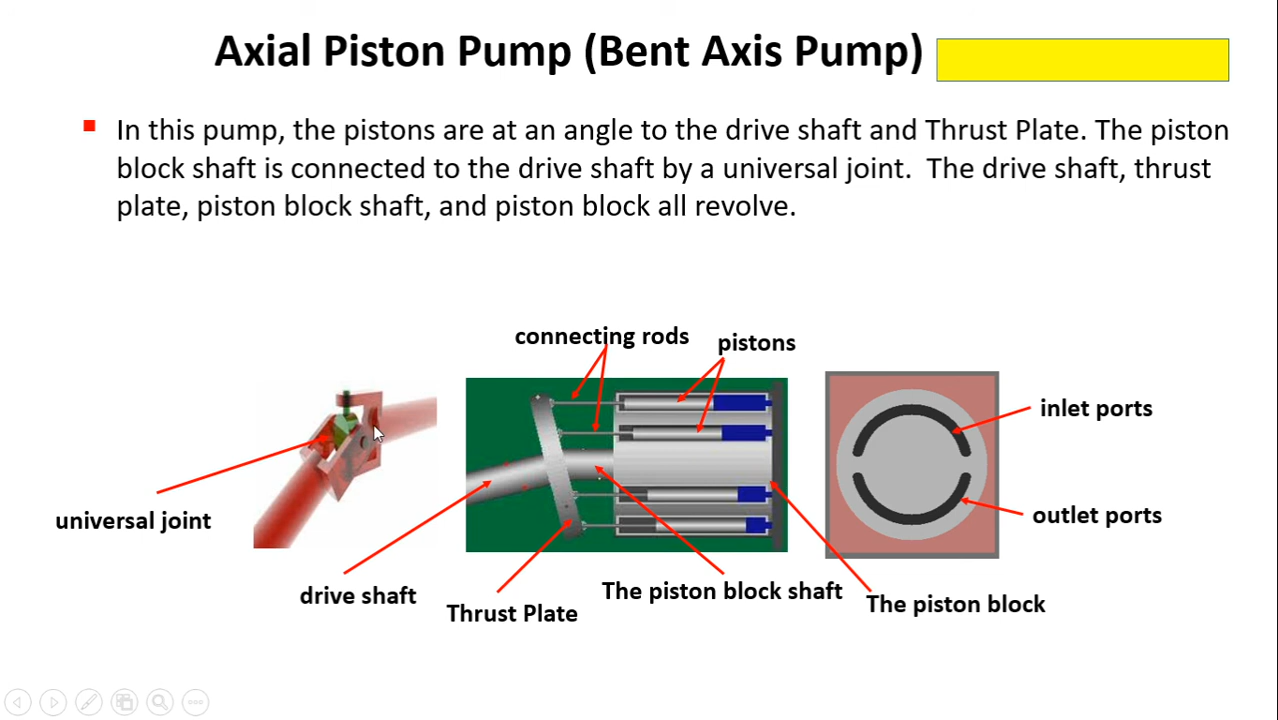 Axial Piston Pump (Bent Axis Pump)
In this pump, the pistons are at an angle to the drive shaft and Thrust Plate. The piston
block shaft is connected to the drive shaft by a universal joint.  The drive shaft, thrust
plate, piston block shaft, and piston block all revolve.
connecting rods
pistons
inlet ports
universal joint
outlet ports
drive shaft
Thrust Plate
The piston block shaft
The piston block